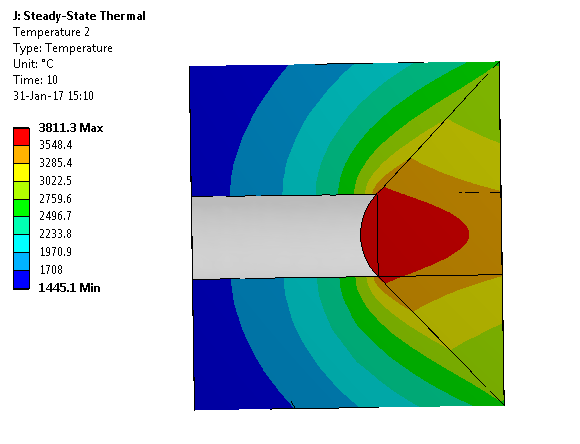 J: Steady-State Thermal
Temperature 2
Type: Temperature
Unit: °C
Time: 10
31-Jan-17 15:10
3811.3 Max
3548.4
3285.4
3022.5
2759.6
2496.7
2233.8
1970.9
1708
1445.1 Min